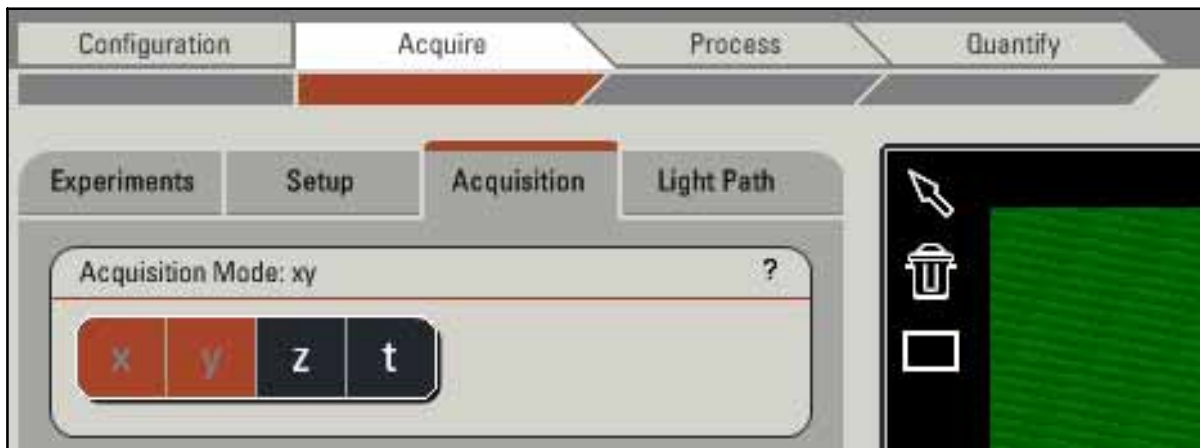 Configuration Acquire Process Quantify
Experiments Setup Acquisition Light Path
Acquisition Mode: xy ?
x y z t